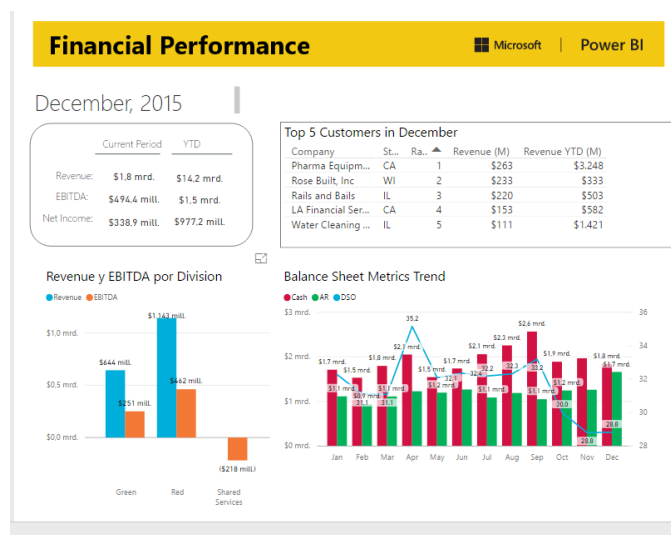 Financial Performance
Microsoft | Power BI
December, 2015
Current Period YTD
Revenue: $1,8 mrd. $14,2 mrd.
EBITDA: $494,4 mill. $1,5 mrd.
Net Income: $338,9 mill. $977,2 mill.
Top 5 Customers in December
Company St... Ra.. Revenue (M) Revenue YTD (M)
Pharma Equipm... CA 1 $263 $3.248
Rose Built, Inc WI 2 $233 $333
Rails and Bails IL 3 $220 $503
LA Financial Ser... CA 4 $153 $582
Water Cleaning ... IL 5 $111 $1.421
Revenue y EBITDA por Division
Revenue EBITDA
$1,0 mrd.
$0,5 mrd.
$0,0 mrd.
$644 mill.
$251 mill.
$1.143 mill.
$462 mill.
($218 mill.)
Green Red Shared
Services
Balance Sheet Metrics Trend
Cash AR DSO
$3 mrd.
$2 mrd.
$1 mrd.
$0 mrd.
36
34
32
30
28
$1,7 mrd. $1,5 mrd. $1,8 mrd. $2,1 mrd. $1,5 mrd. $1,7 mrd. $2,1 mrd. $2,3 mrd. $2,6 mrd. $1,9 mrd. $1,8 mrd.
$1,1 mrd. $0,9 mrd. $1,1 mrd. $1,2 mrd. $1,1 mrd. $1,1 mrd. $1,2 mrd. $1,7 mrd.
31,1 31,1 35,2 32,1 32,4 32,2 32,3 33,2 30,0 28,8 28,8
Jan Feb Mar Apr May Jun Jul Aug Sep Oct Nov Dec